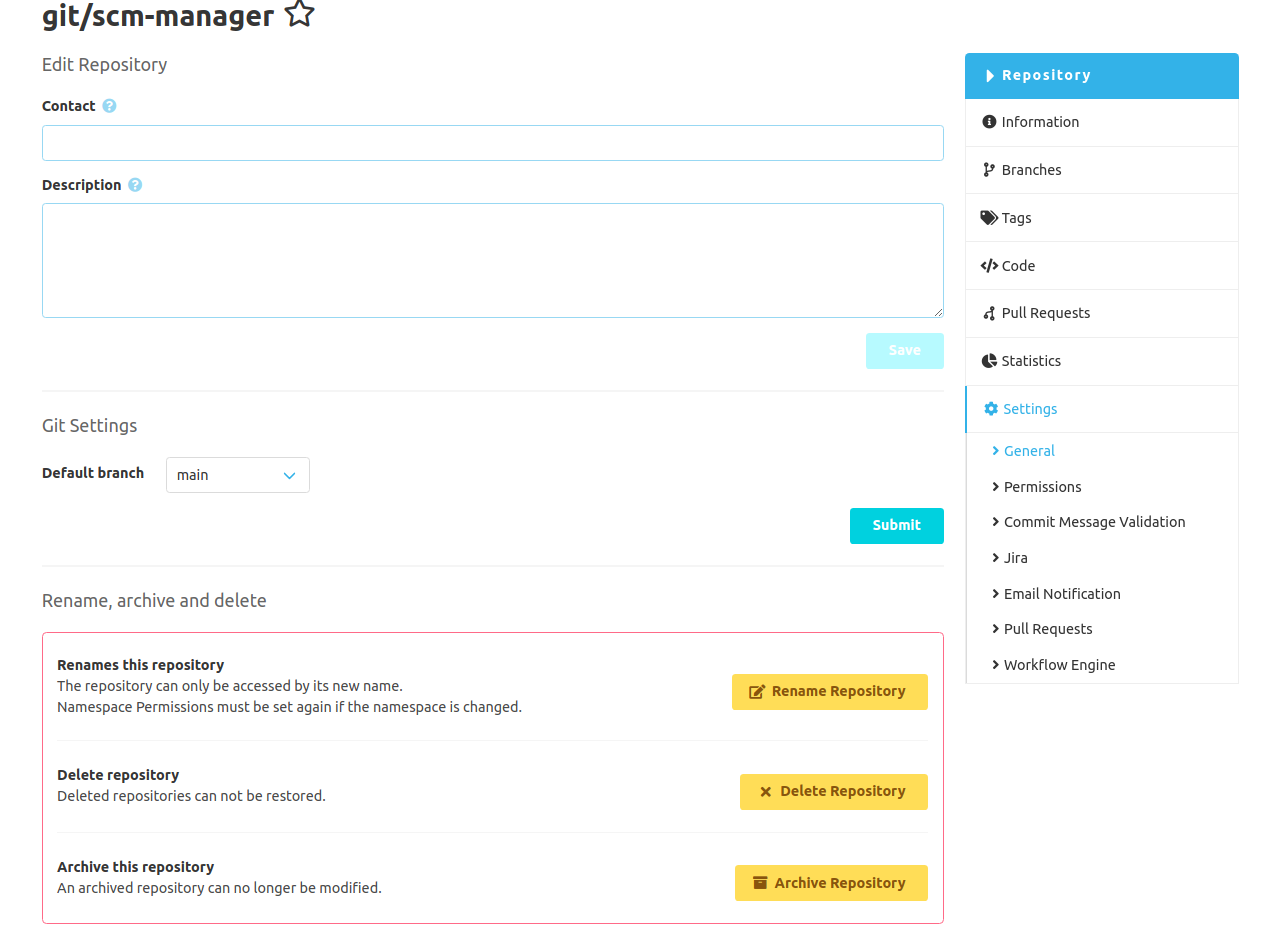 git/scm-manager
Edit Repository
Contact ?
Description ?
Save
Git Settings
Default branch main
Submit
Rename, archive and delete
Renames this repository
The repository can only be accessed by its new name.
Namespace Permissions must be set again if the namespace is changed.
Rename Repository
Delete repository
Deleted repositories can not be restored.
Delete Repository
Archive this repository
An archived repository can no longer be modified.
Archive Repository
Repository
Information
Branches
Tags
Code
Pull Requests
Statistics
Settings
General
Permissions
Commit Message Validation
Jira
Email Notification
Pull Requests
Workflow Engine